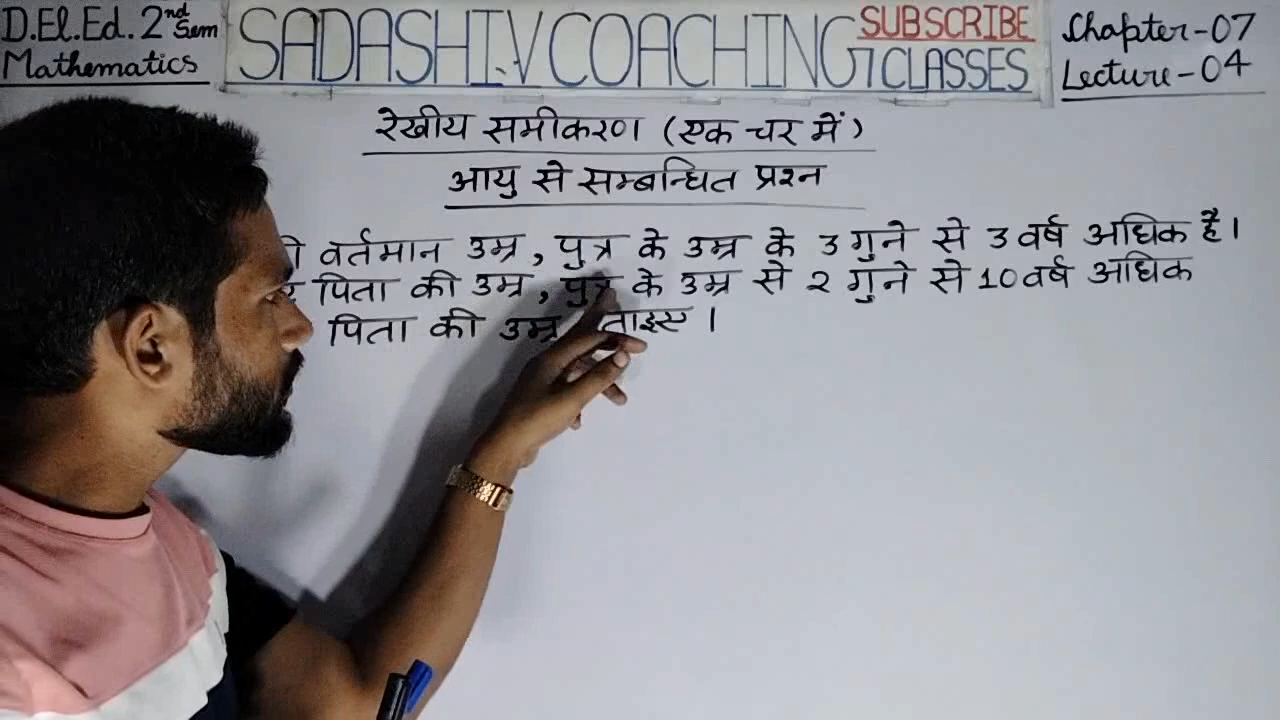 D.El.Ed. 2nd Sem
Mathematics
SADASHIV COACHING CLASSES
SUBSCRIBE
Chapter-07
Lecture-04
रेखीय समीकरण (एक चर में)
आयु से सम्बन्धित प्रश्न
वर्तमान उम्र, पुत्र के उम्र के 3 गुने से 3 वर्ष अधिक है।
पिता की उम्र, पुत्र के उम्र से 2 गुने से 10 वर्ष अधिक
पिता की उम्र